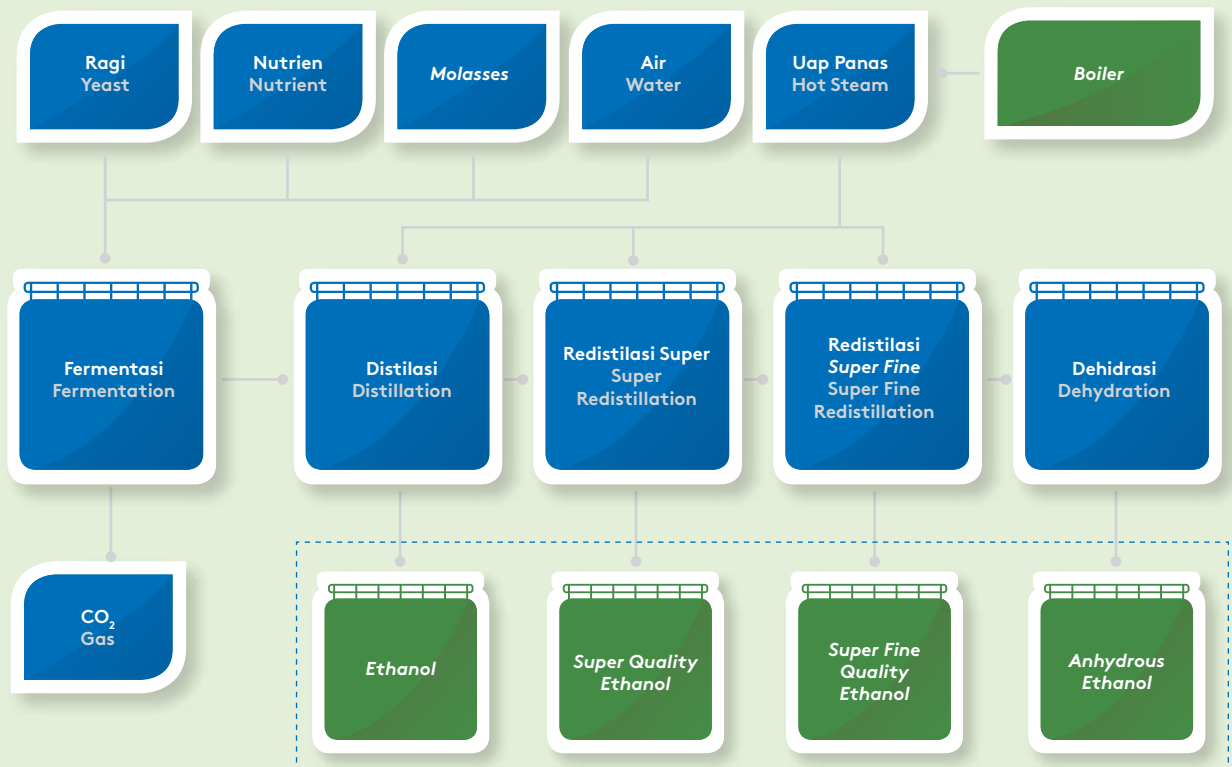 Ragi
Yeast
Nutrien
Nutrient
Molasses
Air
Water
Uap Panas
Hot Steam
Boiler
Fermentasi
Fermentation
Distilasi
Distillation
Redistilasi Super
Super
Redistillation
Redistilasi
Super Fine
Super Fine
Redistillation
Dehidrasi
Dehydration
CO₂
Gas
Ethanol
Super Quality
Ethanol
Super Fine
Quality
Ethanol
Anhydrous
Ethanol